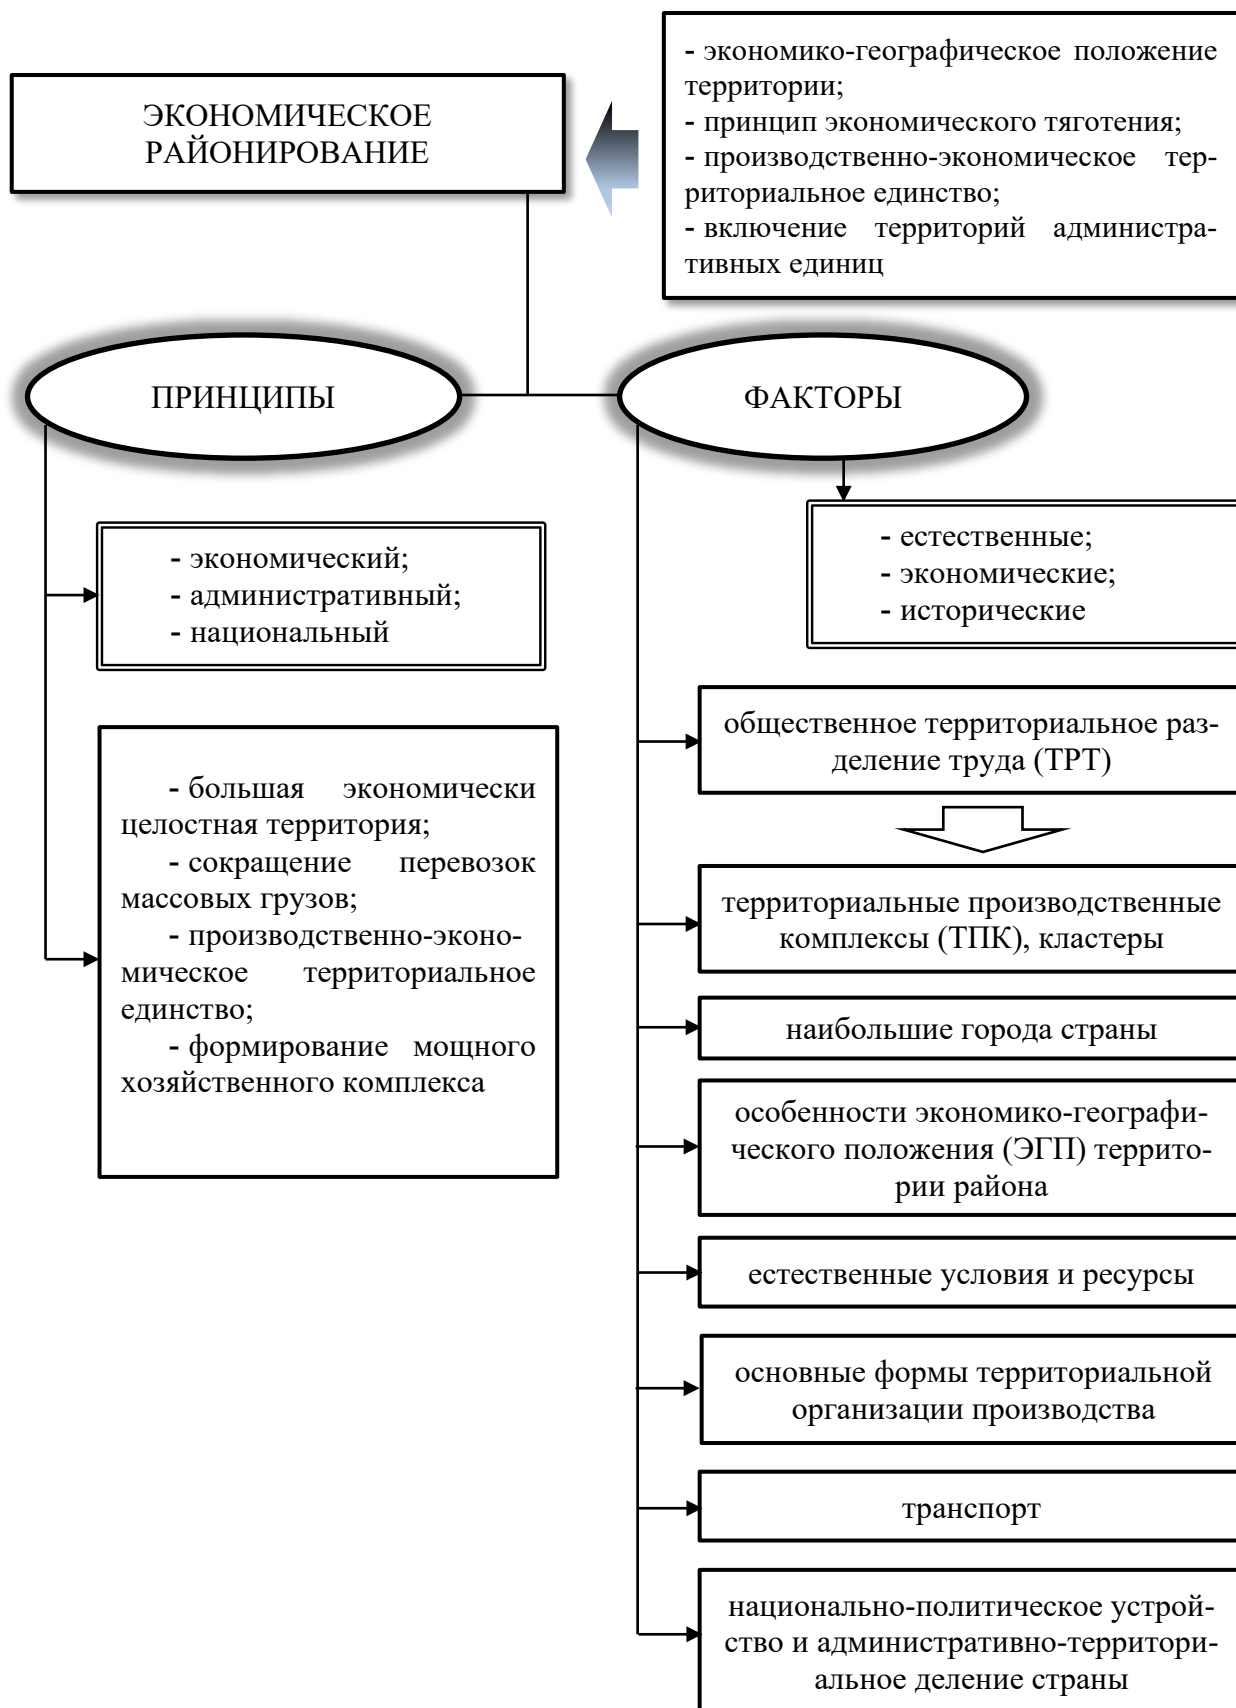 ЭКОНОМИЧЕСКОЕ
РАЙОНИРОВАНИЕ
- экономико-географическое положение
территории;
- принцип экономического тяготения;
- производственно-экономическое тер-
риториальное единство;
- включение территорий администра-
тивных единиц
ПРИНЦИПЫ
ФАКТОРЫ
- экономический;
- административный;
- национальный
- большая экономически
целостная территория;
- сокращение перевозок
массовых грузов;
- производственно-эконо-
мическое территориальное
единство;
- формирование мощного
хозяйственного комплекса
- естественные;
- экономические;
- исторические
общественное территориальное раз-
деление труда (ТРТ)
территориальные производственные
комплексы (ТПК), кластеры
наибольшие города страны
особенности экономико-географи-
ческого положения (ЭГП) террито-
рии района
естественные условия и ресурсы
основные формы территориальной
организации производства
транспорт
национально-политическое устрой-
ство и административно-территори-
альное деление страны